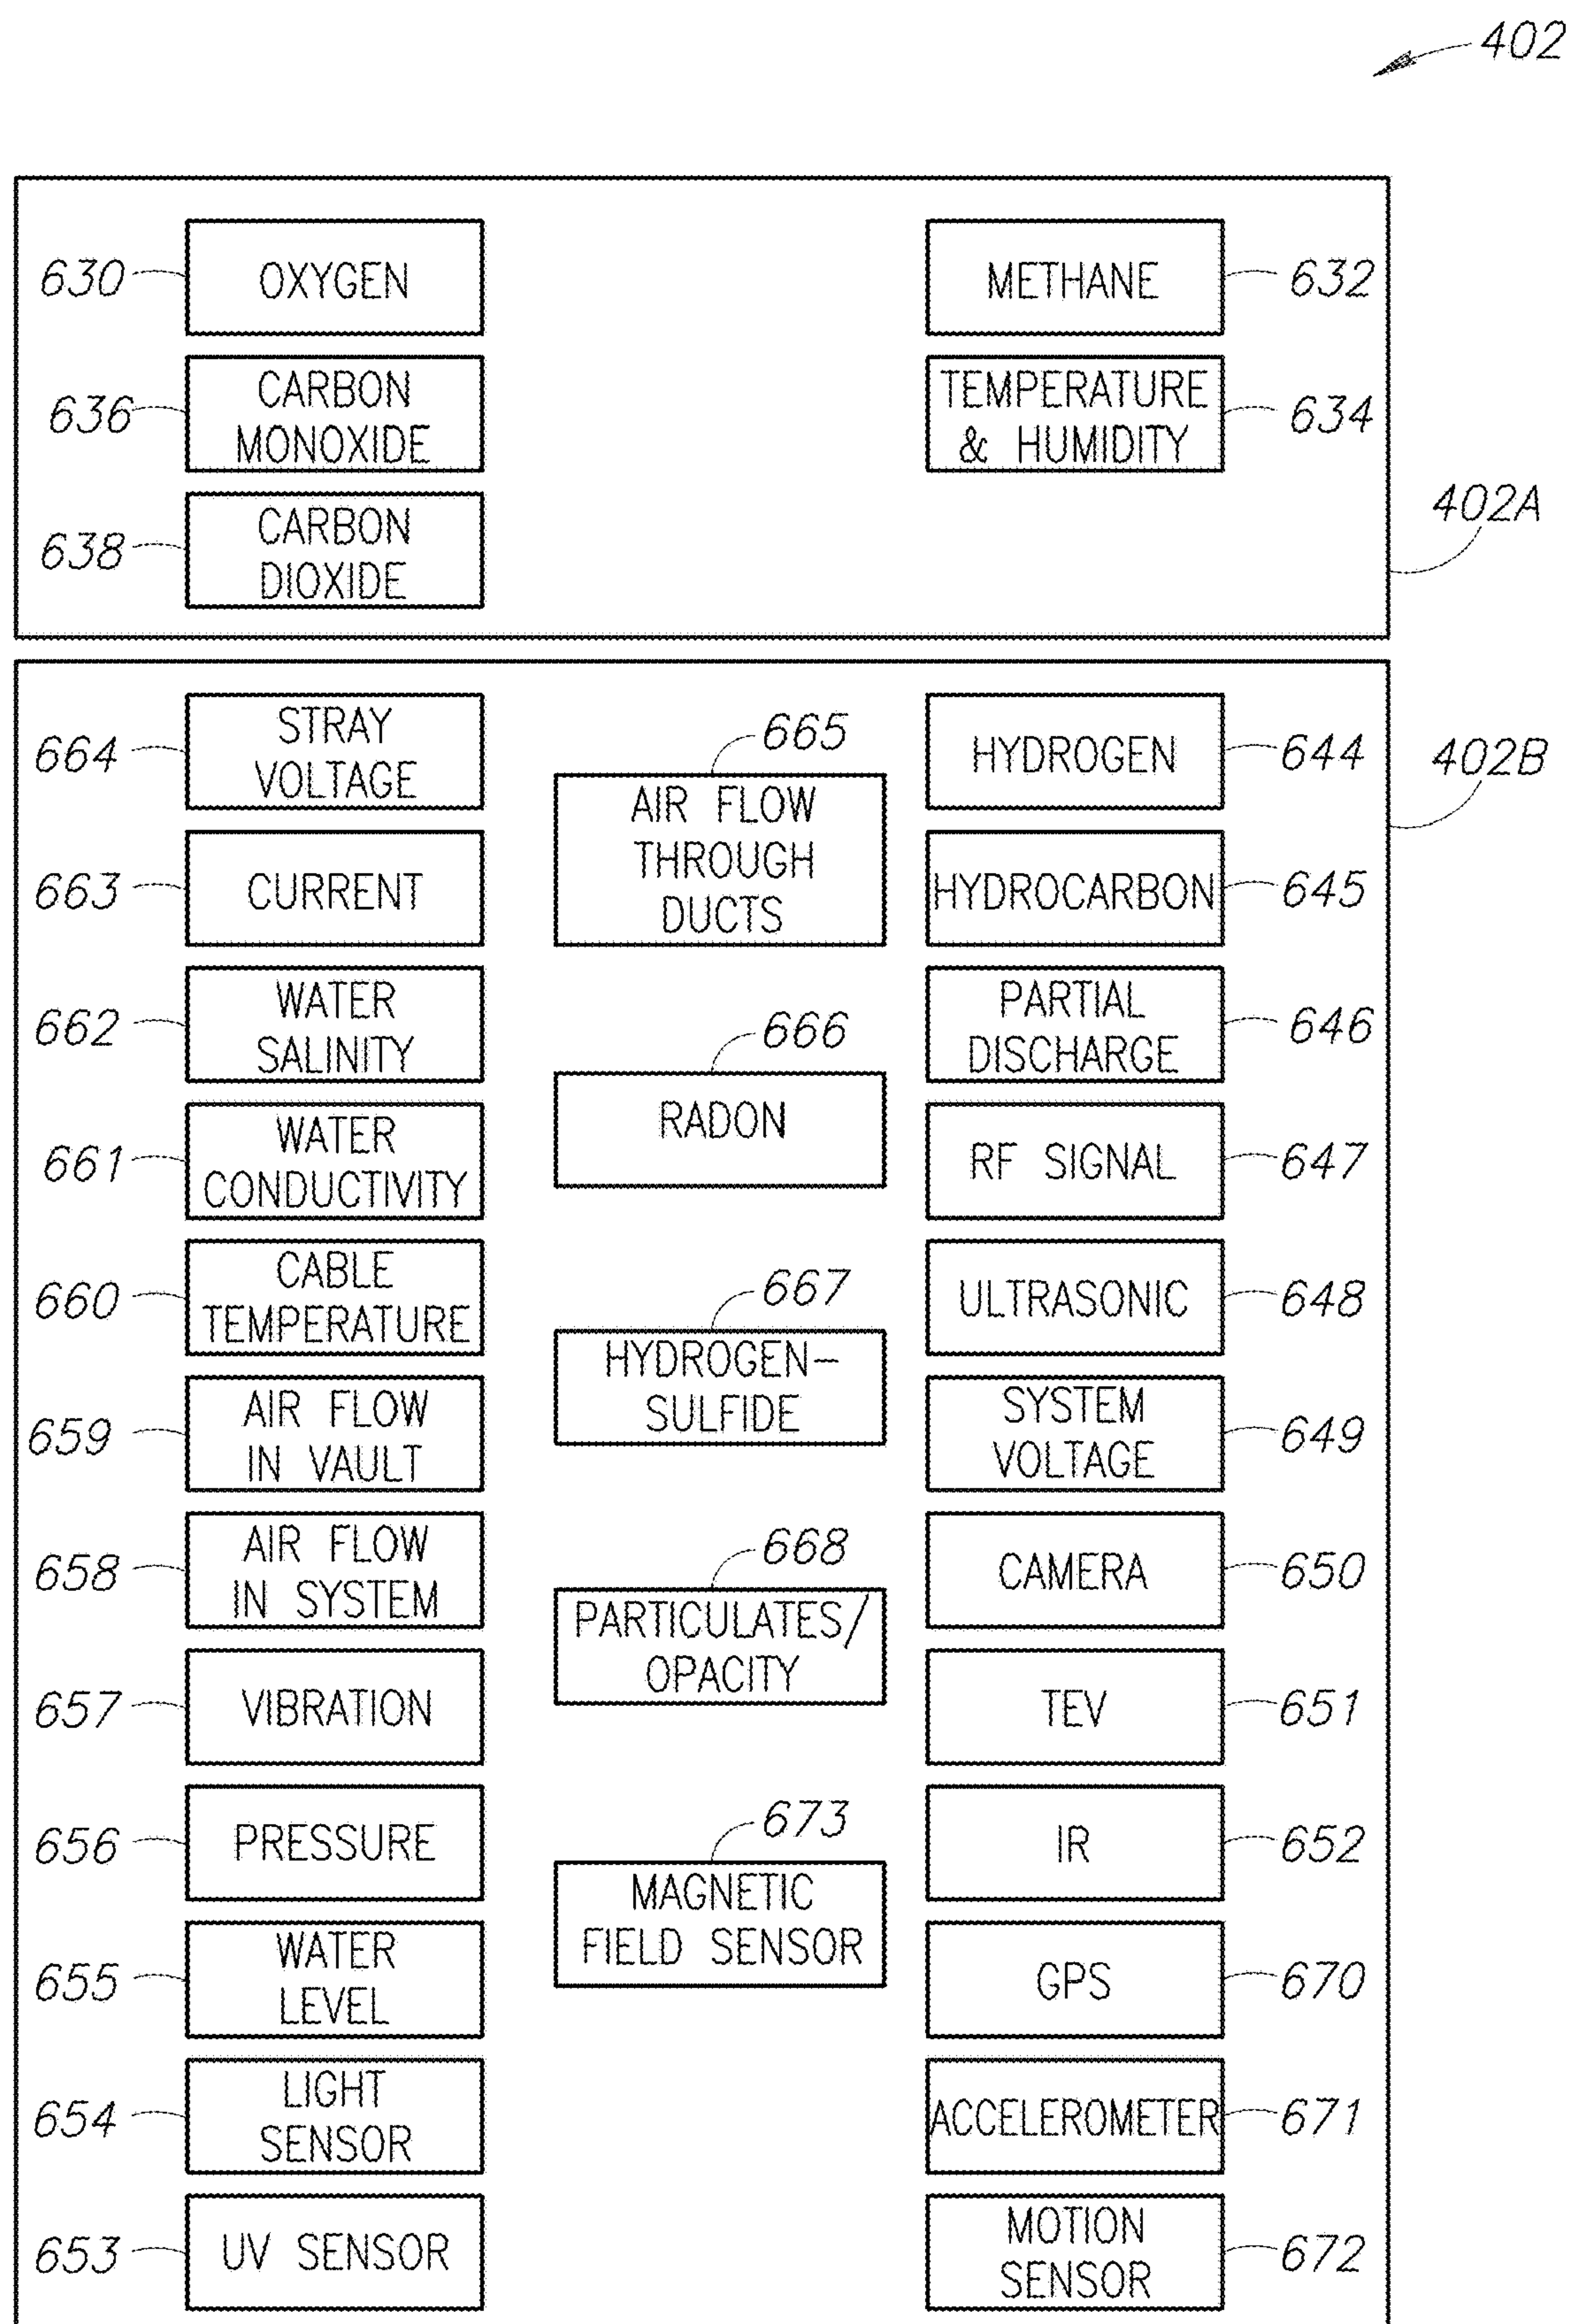 402
630
OXYGEN
METHANE
632
636
CARBON
MONOXIDE
TEMPERATURE
& HUMIDITY
634
638
CARBON
DIOXIDE
402A
664
STRAY
VOLTAGE
665
AIR FLOW
THROUGH
DUCTS
HYDROGEN
644
402B
663
CURRENT
HYDROCARBON
645
662
WATER
SALINITY
666
RADON
PARTIAL
DISCHARGE
646
661
WATER
CONDUCTIVITY
RF SIGNAL
647
660
CABLE
TEMPERATURE
667
HYDROGEN-
SULFIDE
ULTRASONIC
648
659
AIR FLOW
IN VAULT
SYSTEM
VOLTAGE
649
658
AIR FLOW
IN SYSTEM
668
PARTICULATES/
OPACITY
CAMERA
650
657
VIBRATION
TEV
651
656
PRESSURE
673
MAGNETIC
FIELD SENSOR
IR
652
655
WATER
LEVEL
GPS
670
654
LIGHT
SENSOR
ACCELEROMETER
671
653
UV SENSOR
MOTION
SENSOR
672